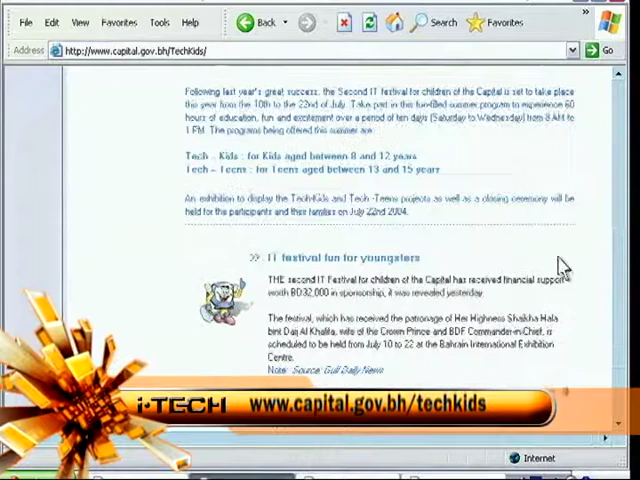 File Edit View Favorites Tools Help
Back Search Favorites
Address http://www.capital.gov.bh/TechKids/ Go
Following last year's great success, the Second IT festival for children of the Capital is set to take place
this year from the 10th to the 22nd of July. Take part in this fun-filled summer program to experience 60
hours of education, fun and excitement over a period of ten days (Saturday to Wednesday) from 8 AM to
1 PM. The programs being offered this summer are:
Tech - Kids : for Kids aged between 8 and 12 years
Tech - Teens : for Teens aged between 13 and 15 years
An exhibition to display the Tech-Kids and Tech -Teens projects as well as a closing ceremony will be
held for the participants and their families on July 22nd 2004.
>> IT festival fun for youngsters
THE second IT Festival for children of the Capital has received financial support
worth BD32,000 in sponsorship, it was revealed yesterday.
The festival, which has received the patronage of Her Highness Shaikha Hala
bint Daij Al Khalifa, wife of the Crown Prince and BDF Commander-in-Chief, is
scheduled to be held from July 10 to 22 at the Bahrain International Exhibition
Centre.
Note: Source: Gulf Daily News
i·TECH www.capital.gov.bh/techkids
Internet